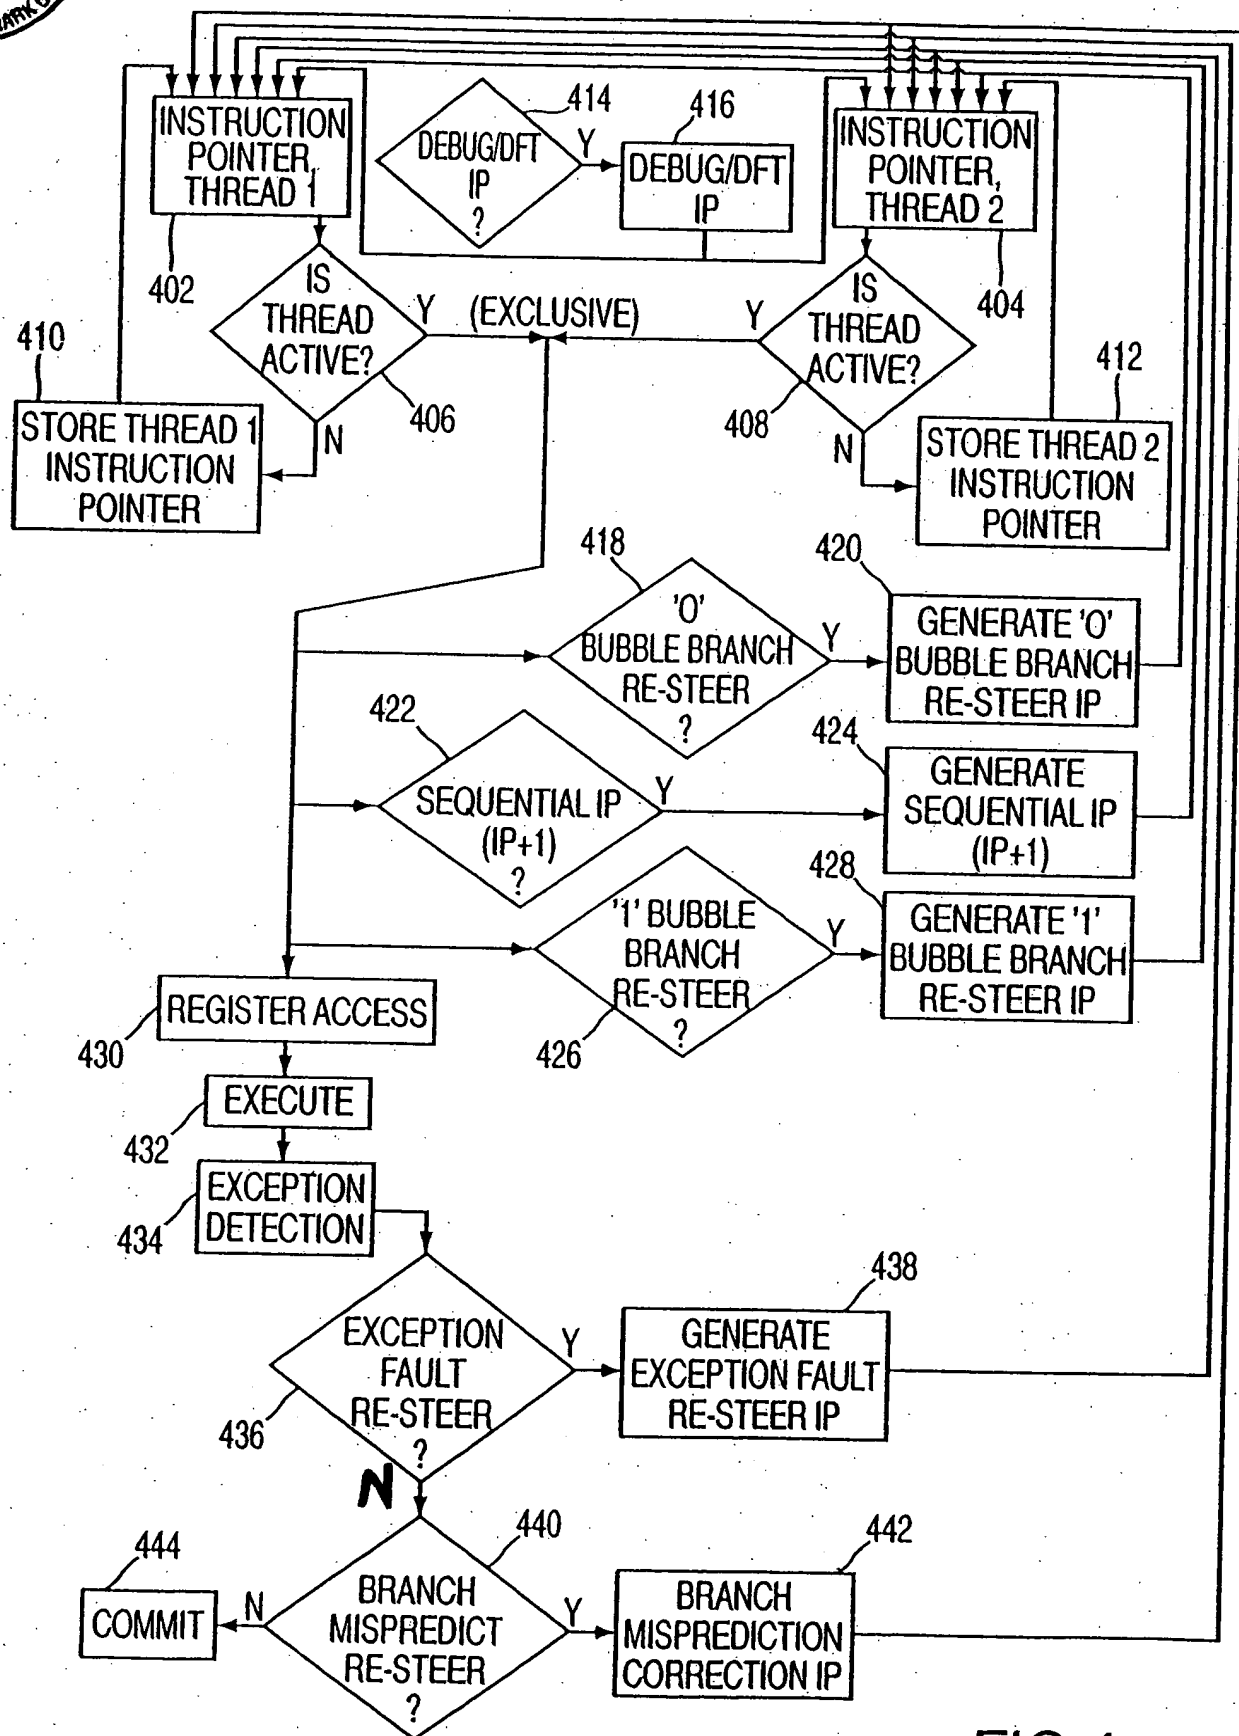 INSTRUCTION
POINTER,
THREAD 1
402
414
DEBUG/DFT
IP
?
Y
416
DEBUG/DFT
IP
INSTRUCTION
POINTER,
THREAD 2
404
IS
THREAD
ACTIVE?
406
Y
(EXCLUSIVE)
Y
IS
THREAD
ACTIVE?
408
410
STORE THREAD 1
INSTRUCTION
POINTER
N
N
412
STORE THREAD 2
INSTRUCTION
POINTER
418
'0'
BUBBLE BRANCH
RE-STEER
?
Y
420
GENERATE '0'
BUBBLE BRANCH
RE-STEER IP
422
SEQUENTIAL IP
(IP+1)
?
Y
424
GENERATE
SEQUENTIAL IP
(IP+1)
'1' BUBBLE
BRANCH
RE-STEER
?
426
Y
428
GENERATE '1'
BUBBLE BRANCH
RE-STEER IP
REGISTER ACCESS
430
EXECUTE
432
EXCEPTION
DETECTION
434
EXCEPTION
FAULT
RE-STEER
?
436
Y
438
GENERATE
EXCEPTION FAULT
RE-STEER IP
N
440
BRANCH
MISPREDICT
RE-STEER
?
Y
442
BRANCH
MISPREDICTION
CORRECTION IP
N
444
COMMIT